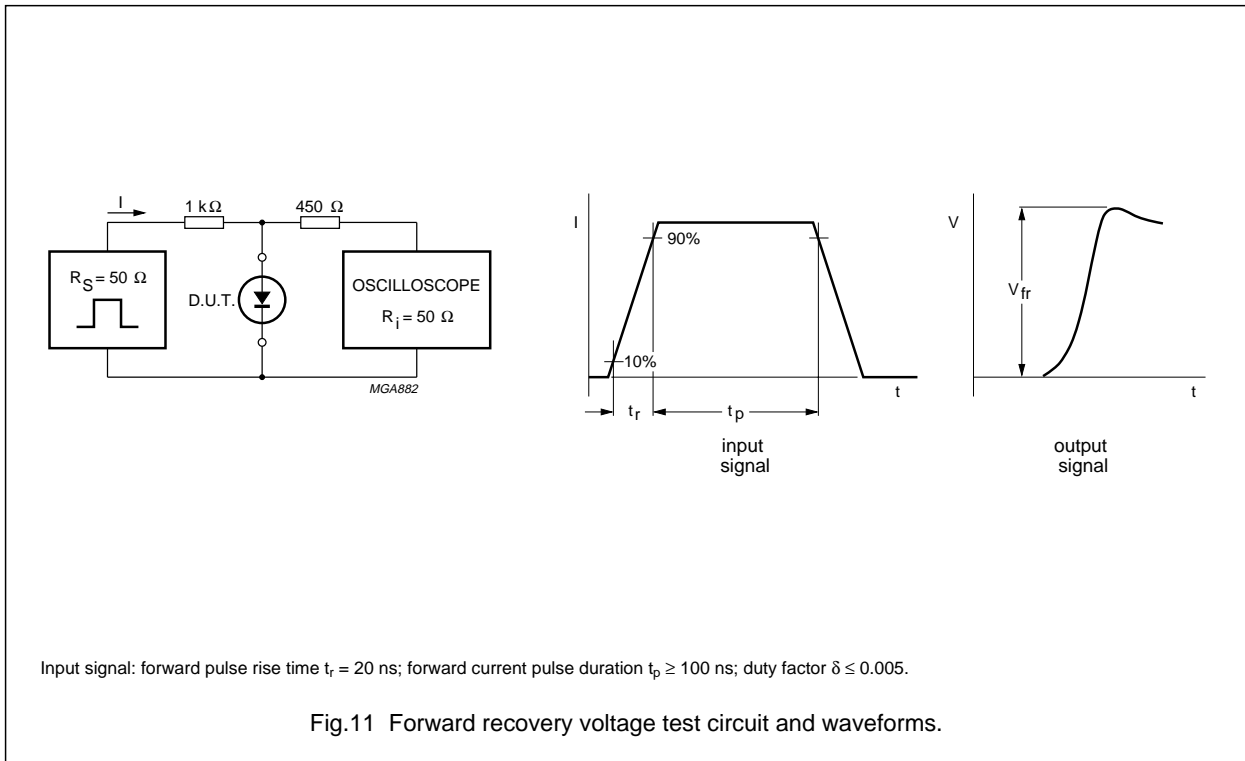 I
1 kΩ
450 Ω
R_S = 50 Ω
D.U.T.
OSCILLOSCOPE
R_i = 50 Ω
MGA882
I
90%
10%
t
t_r
t_p
input
signal
V
V_fr
t
output
signal
Input signal: forward pulse rise time t_r = 20 ns; forward current pulse duration t_p ≥ 100 ns; duty factor δ ≤ 0.005.
Fig.11 Forward recovery voltage test circuit and waveforms.